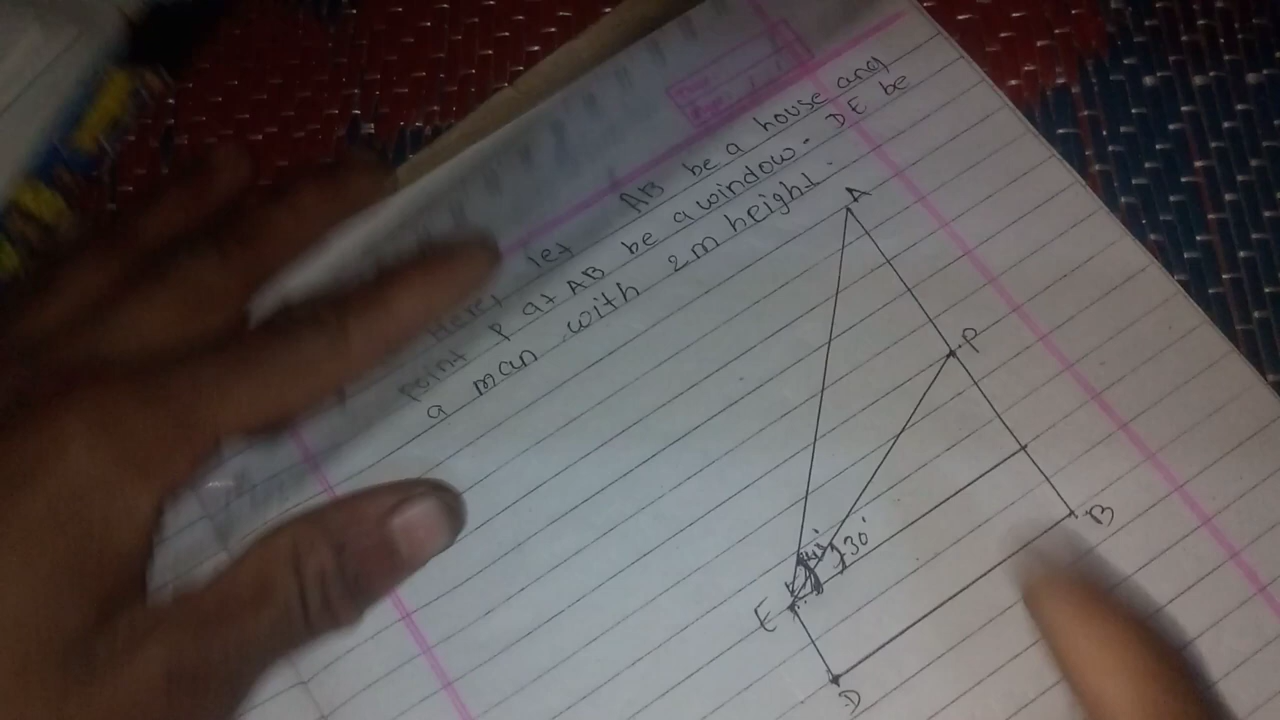 Here, let AB be a house and
point P at AB be a window. DE be
a man with 2m height.
A
P
B
30°
E
D